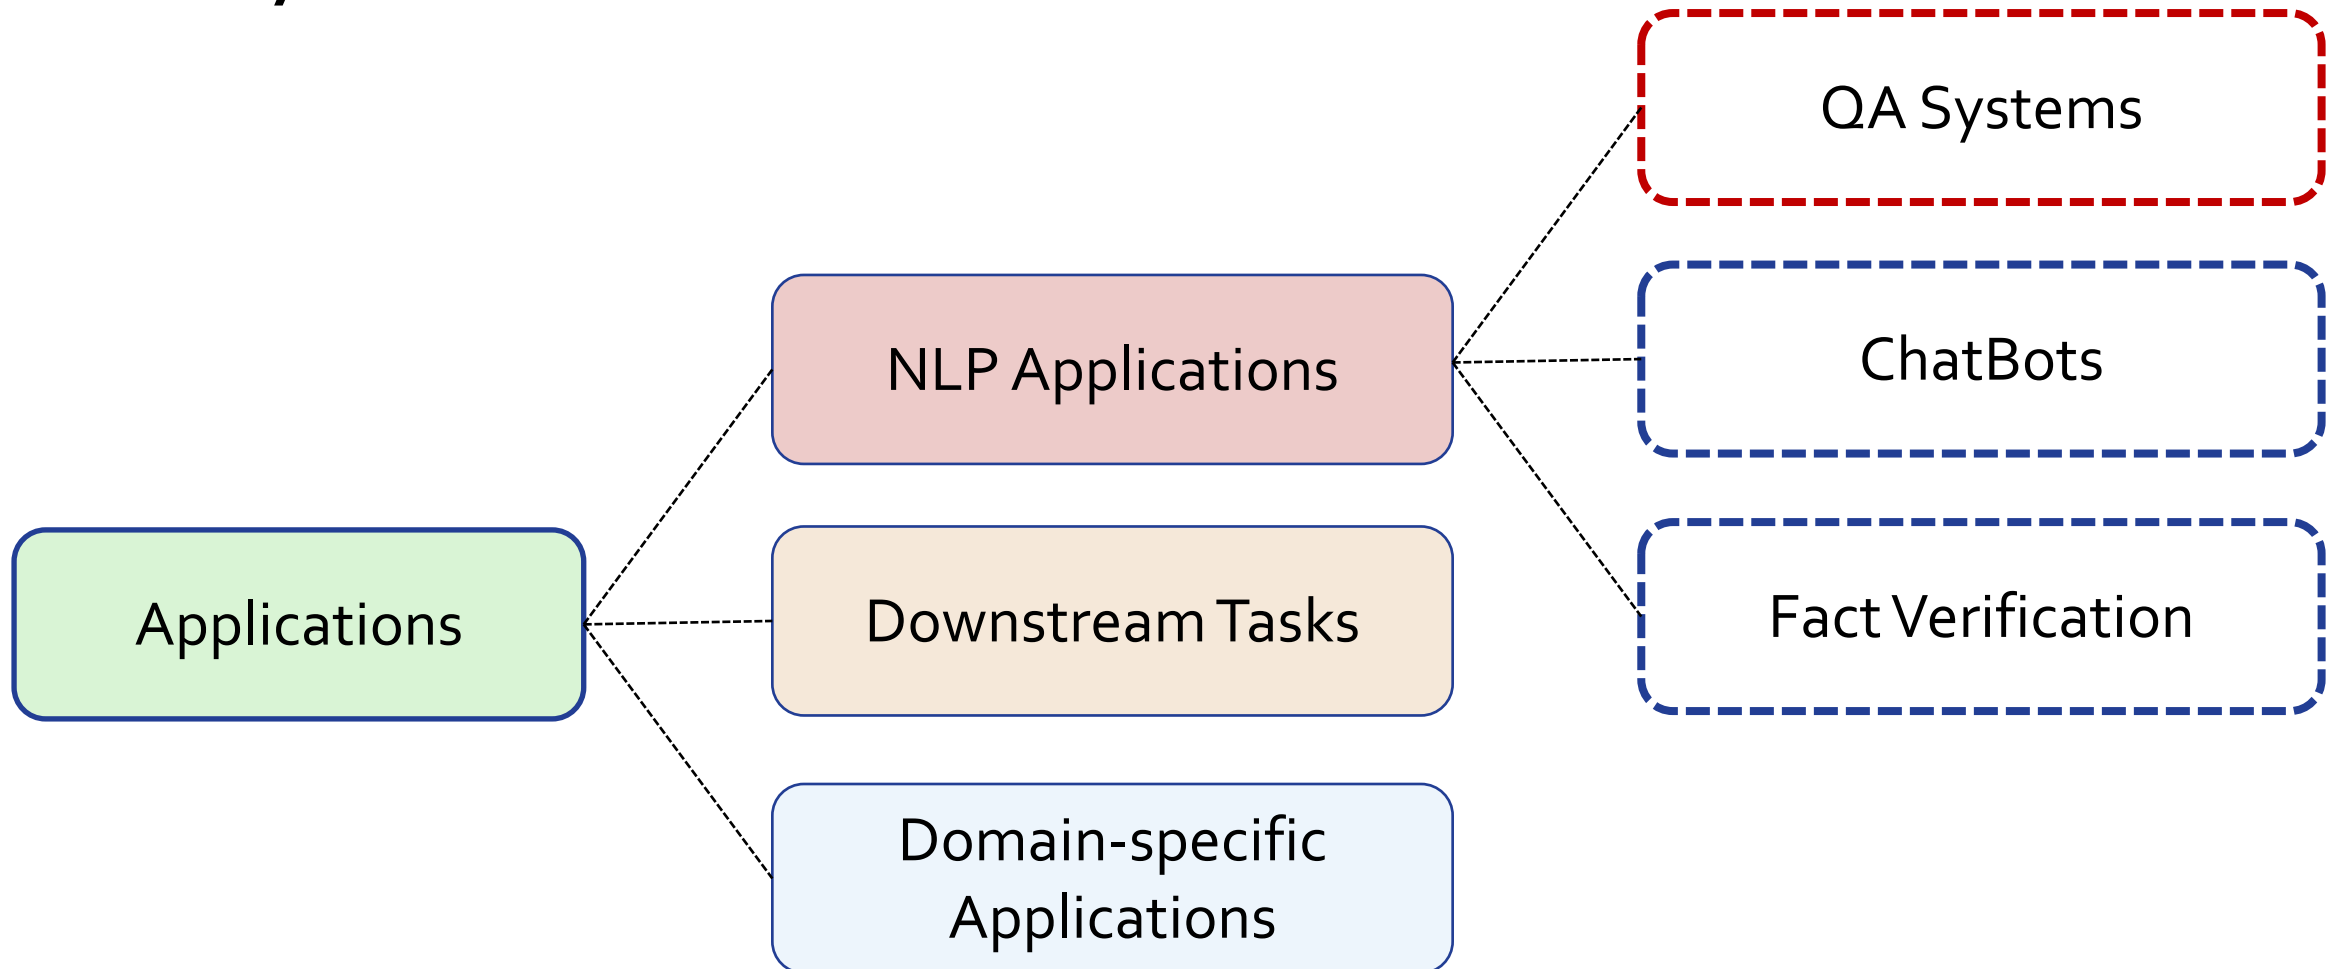 QA Systems
NLP Applications
ChatBots
Applications
Downstream Tasks
Fact Verification
Domain-specific
Applications